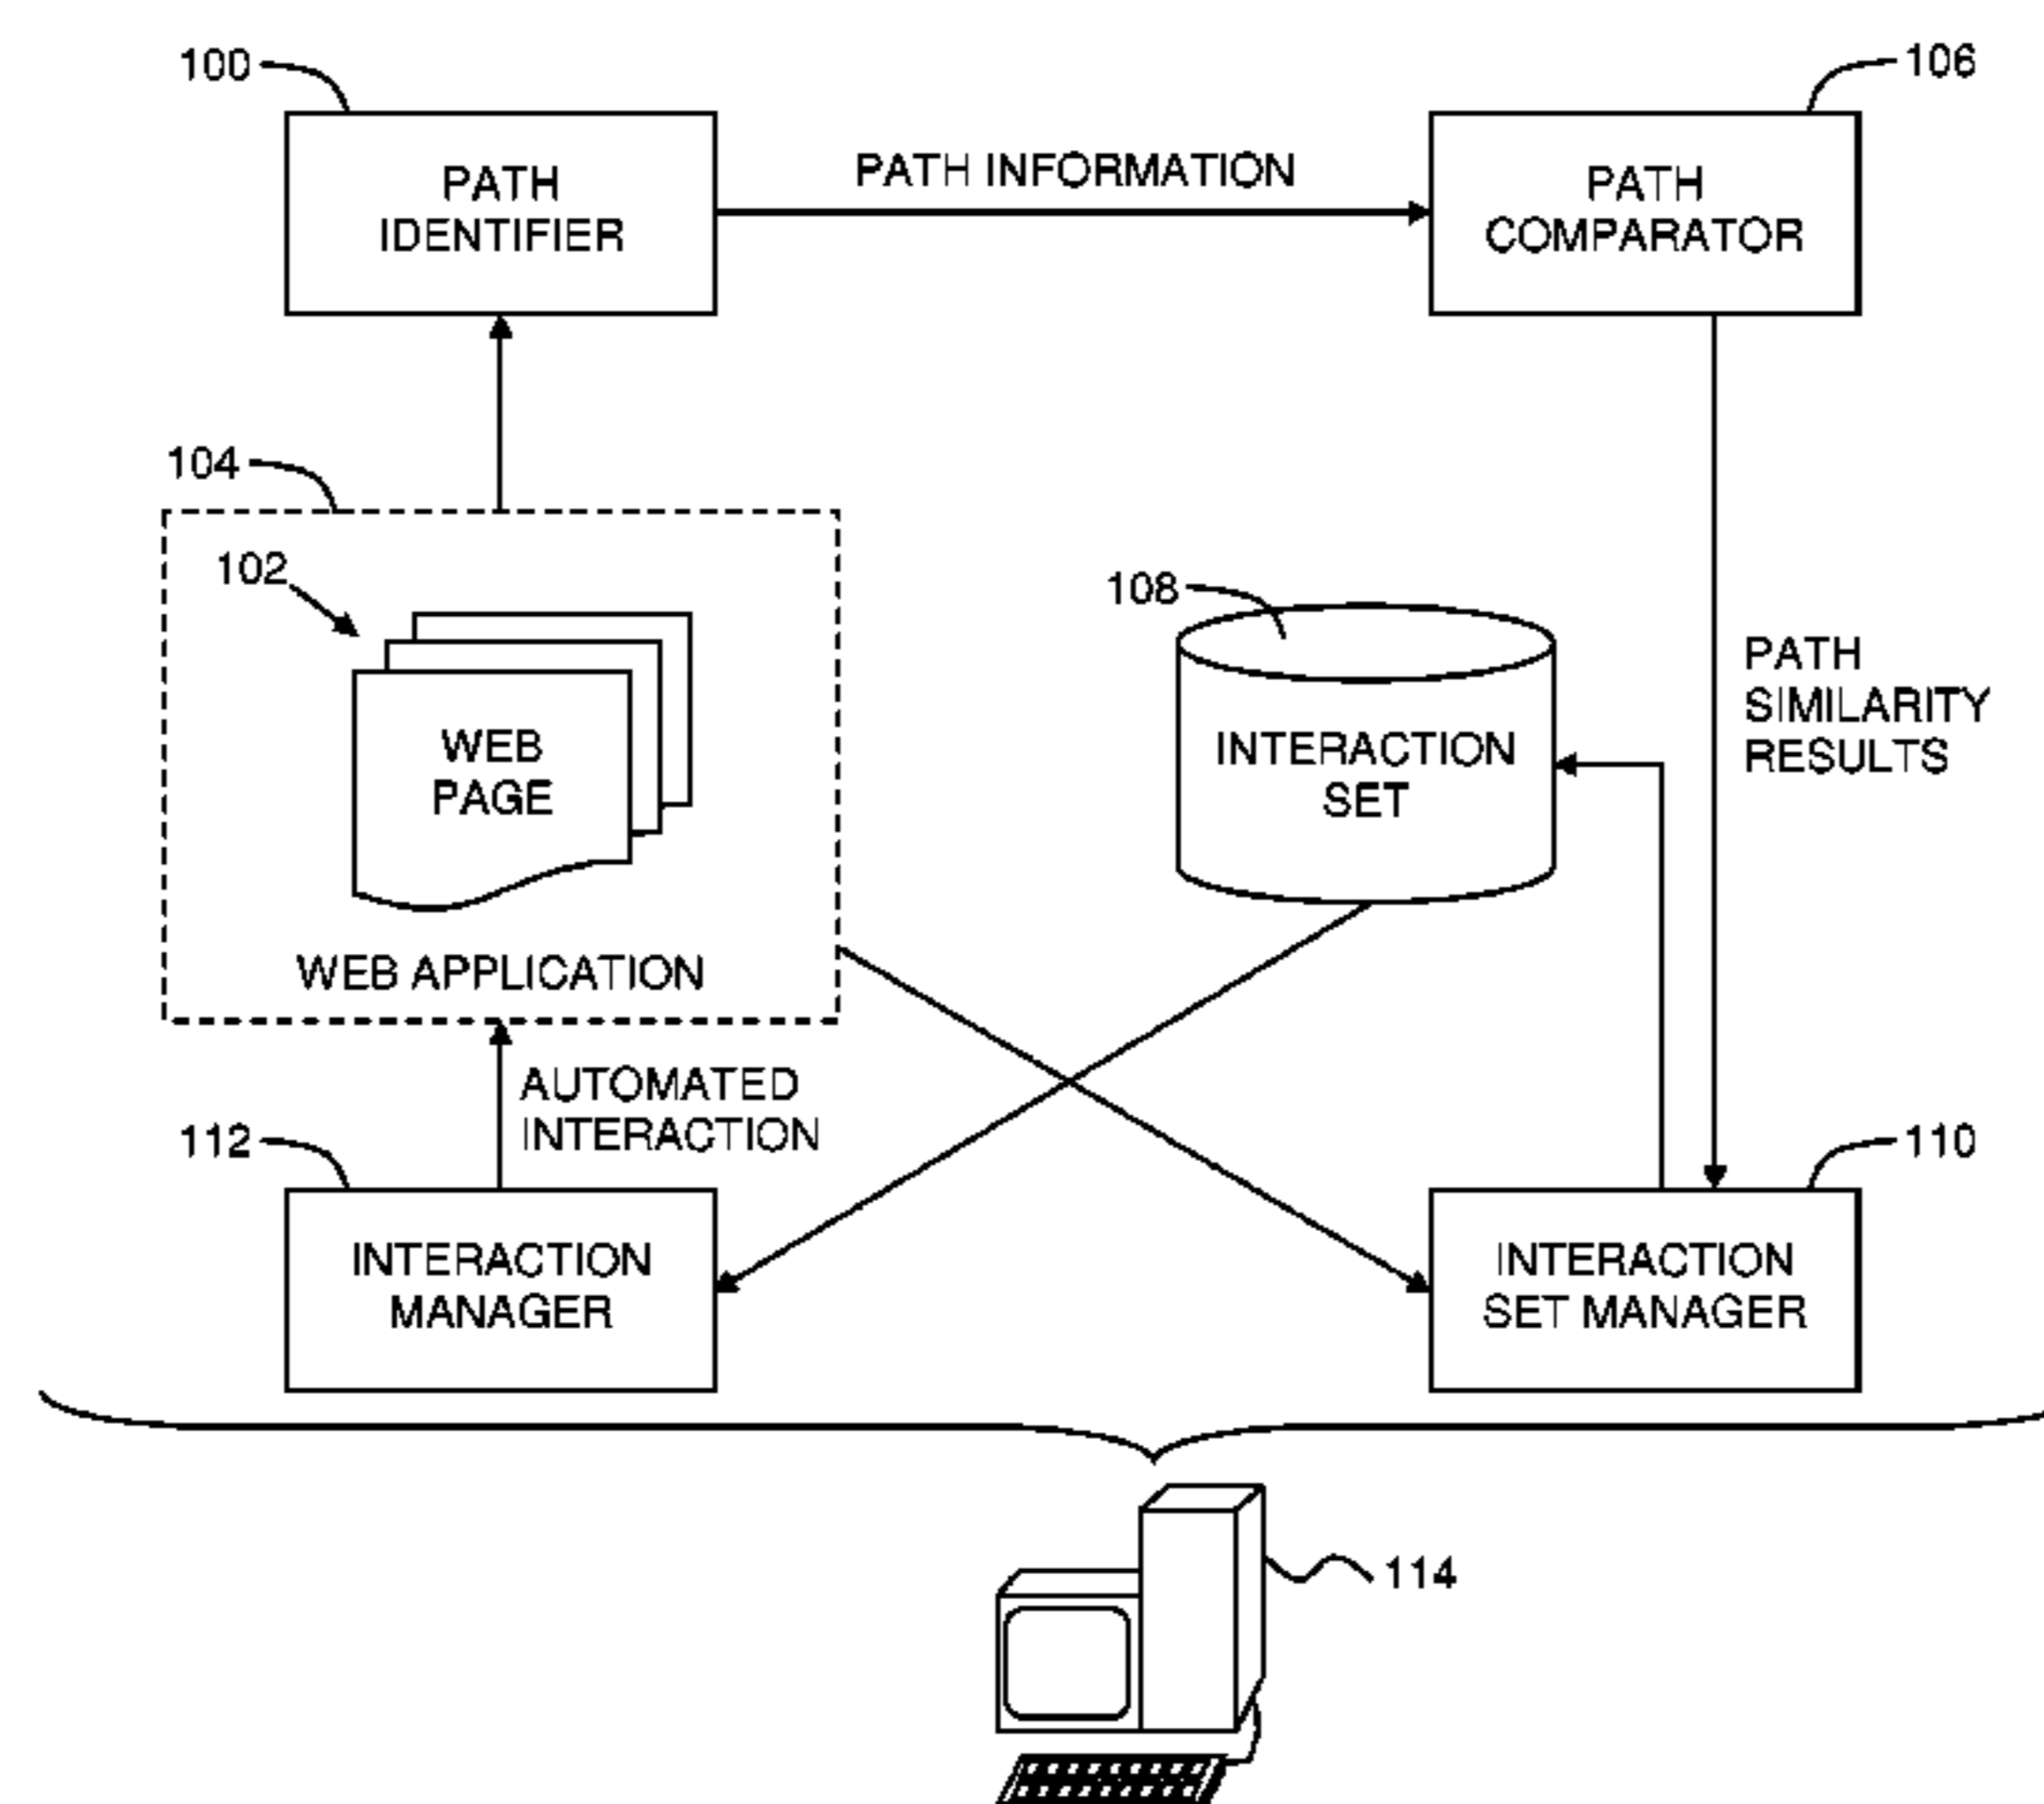 100
106
PATH
IDENTIFIER
PATH INFORMATION
PATH
COMPARATOR
104
102
108
WEB
PAGE
INTERACTION
SET
PATH
SIMILARITY
RESULTS
WEB APPLICATION
AUTOMATED
INTERACTION
112
110
INTERACTION
MANAGER
INTERACTION
SET MANAGER
114